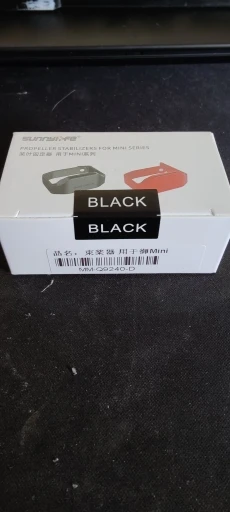 sunnylife
PROPELLER STABILIZERS FOR MINI SERIES
BLACK
BLACK
品名：束桨器 用于御Mini
MM-Q9240-D